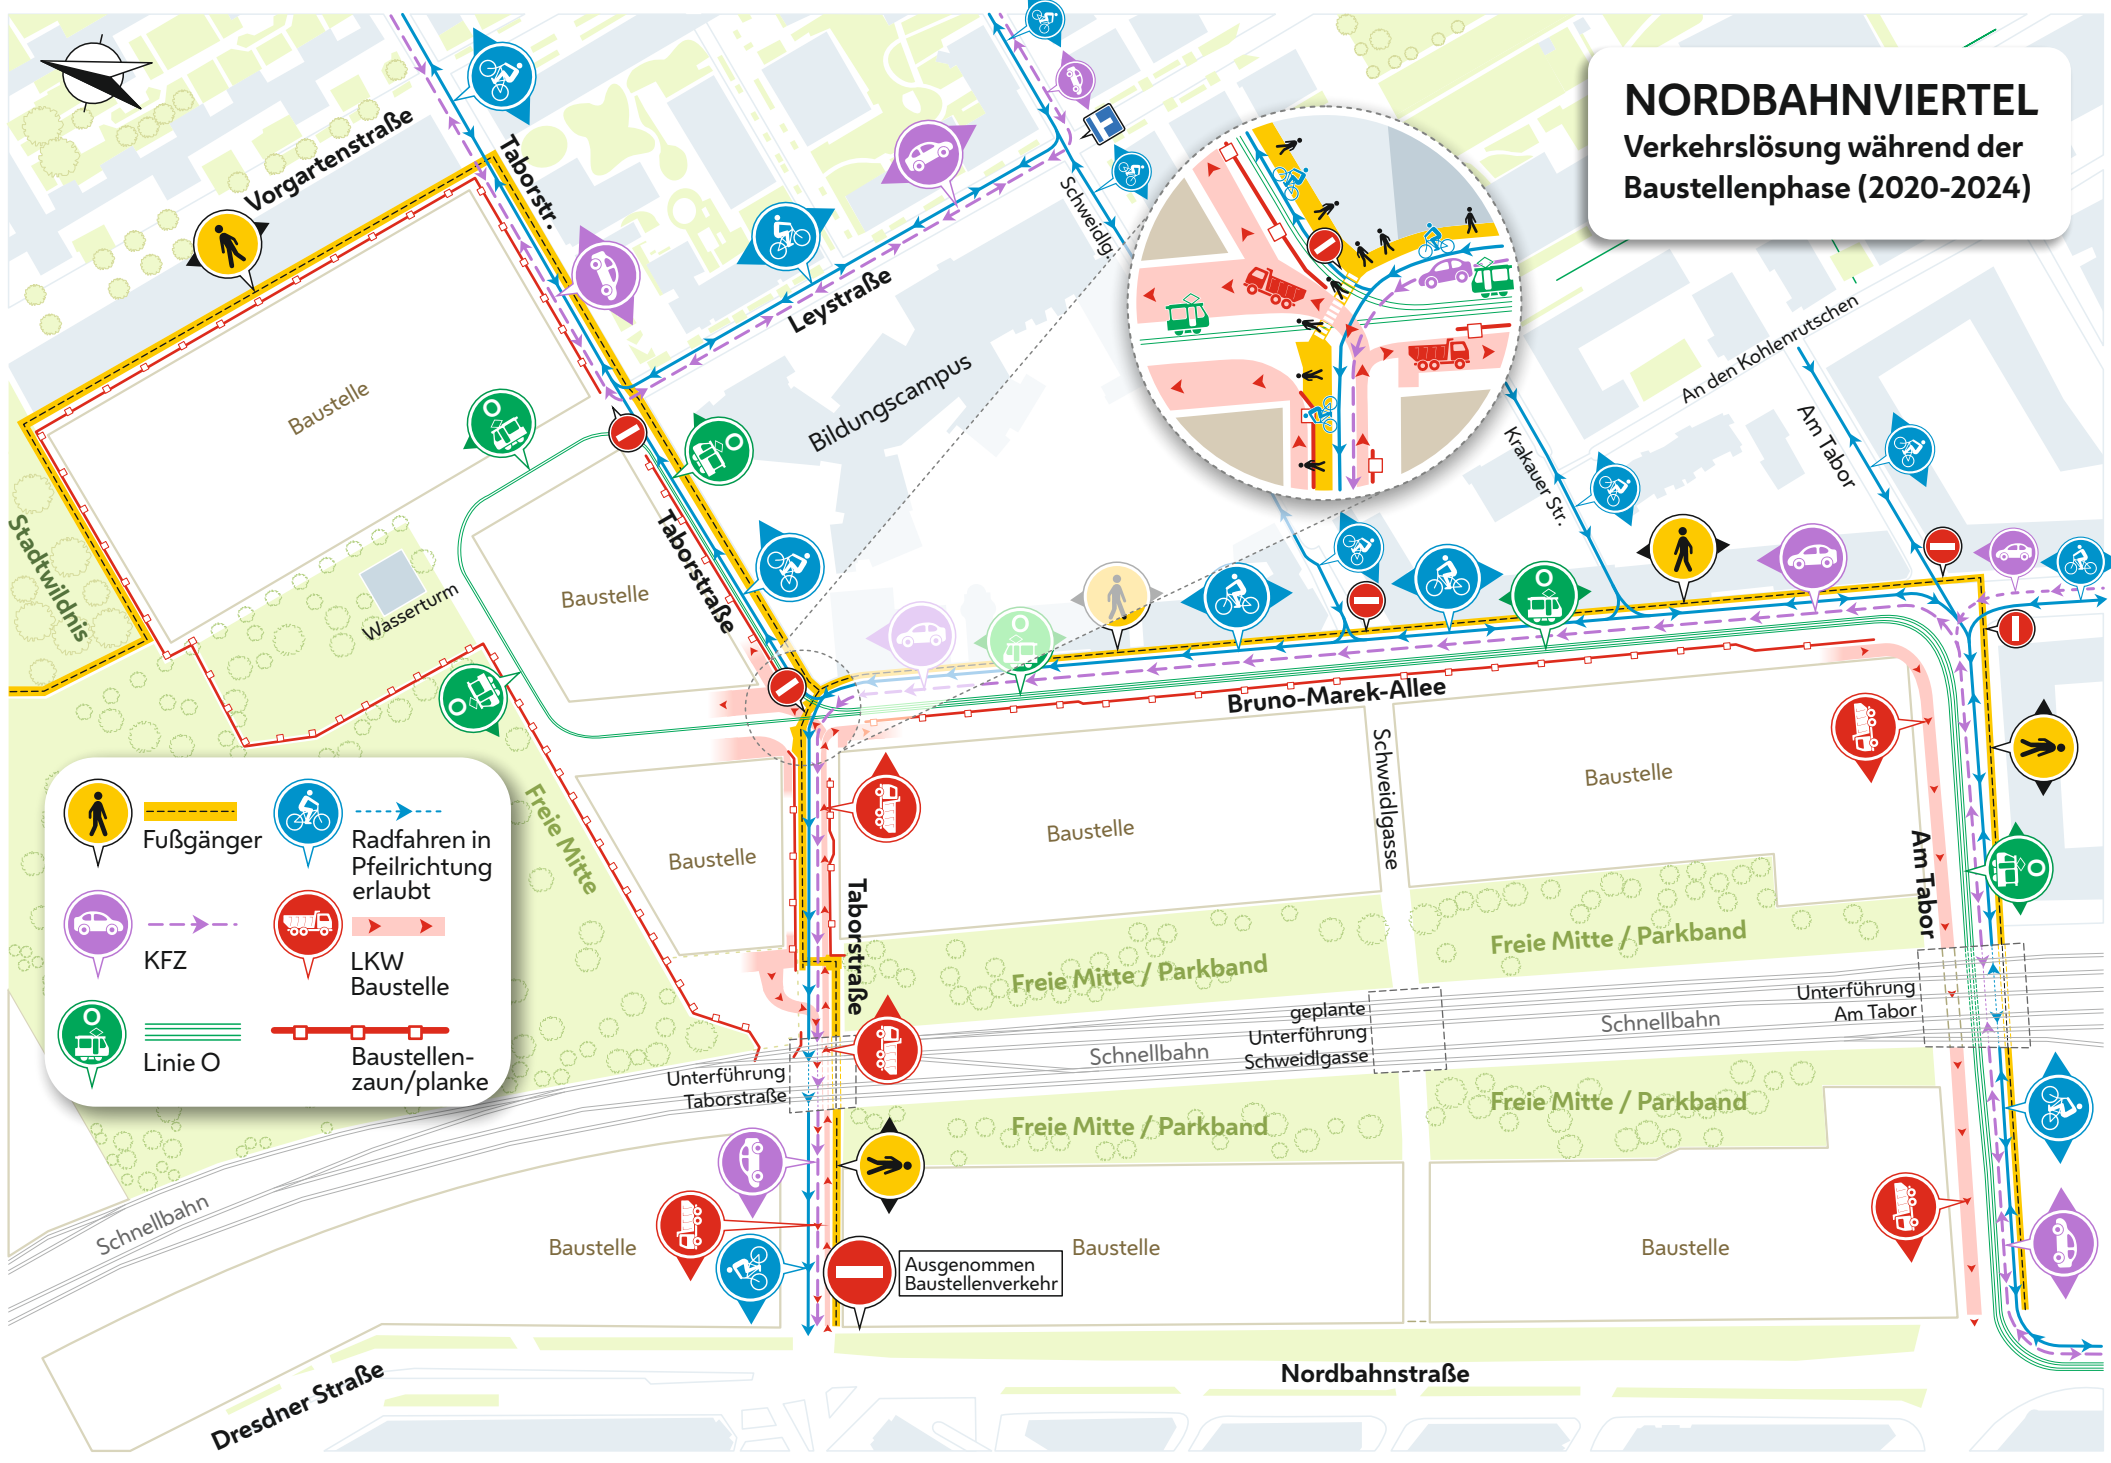 NORDBAHNVIERTEL
Verkehrslösung während der
Baustellenphase (2020-2024)
Vorgartenstraße
Taborstr.
Schweidlg.
Leystraße
Bildungscampus
Baustelle
Stadtwildnis
Wasserturm
Baustelle
Taborstraße
An den Kohlenrutschen
Krakauer Str.
Am Tabor
O
O
O
O
O
Bruno-Marek-Allee
Schweidlgasse
Baustelle
Baustelle
Baustelle
Freie Mitte
Taborstraße
Am Tabor
O
Freie Mitte / Parkband
Freie Mitte / Parkband
Fußgänger
Radfahren in
Pfeilrichtung
erlaubt
KFZ
LKW
Baustelle
O
Linie O
Baustellen-
zaun/planke
Unterführung
Taborstraße
Schnellbahn
geplante
Unterführung
Schweidlgasse
Schnellbahn
Unterführung
Am Tabor
Freie Mitte / Parkband
Freie Mitte / Parkband
Schnellbahn
Baustelle
Ausgenommen
Baustellenverkehr
Baustelle
Baustelle
Dresdner Straße
Nordbahnstraße